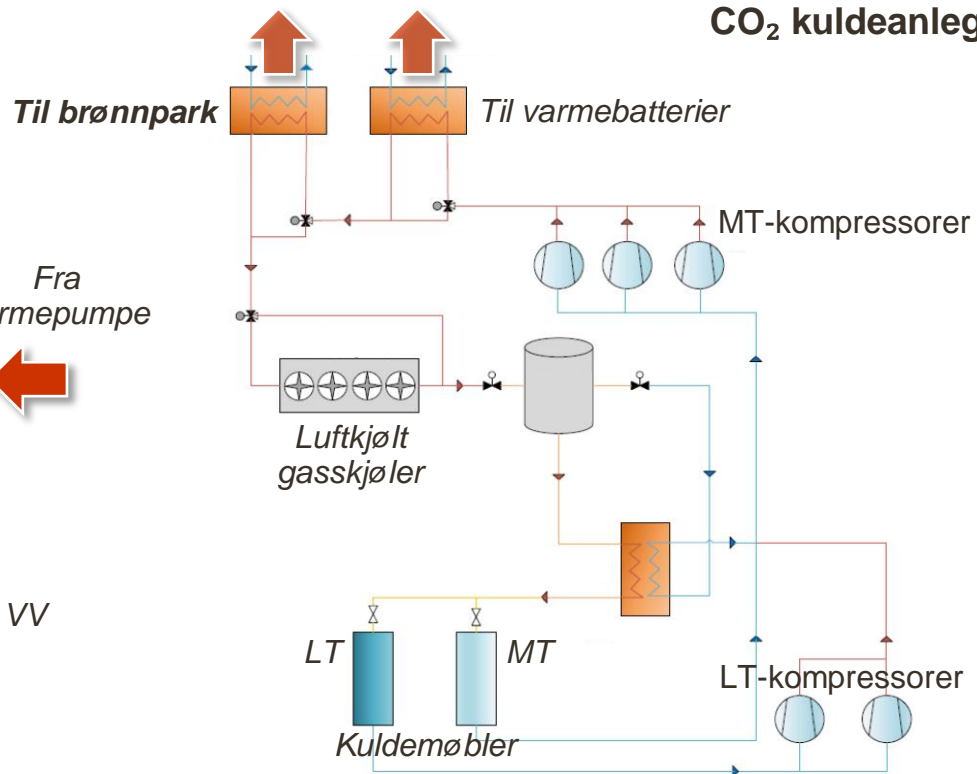 CO₂ kuldeanleg
Til brønnpark
Til varmebatterier
MT-kompressorer
Fra
rmepumpe
Luftkjølt
gasskjøler
VV
LT
MT
LT-kompressorer
Kuldemøbler